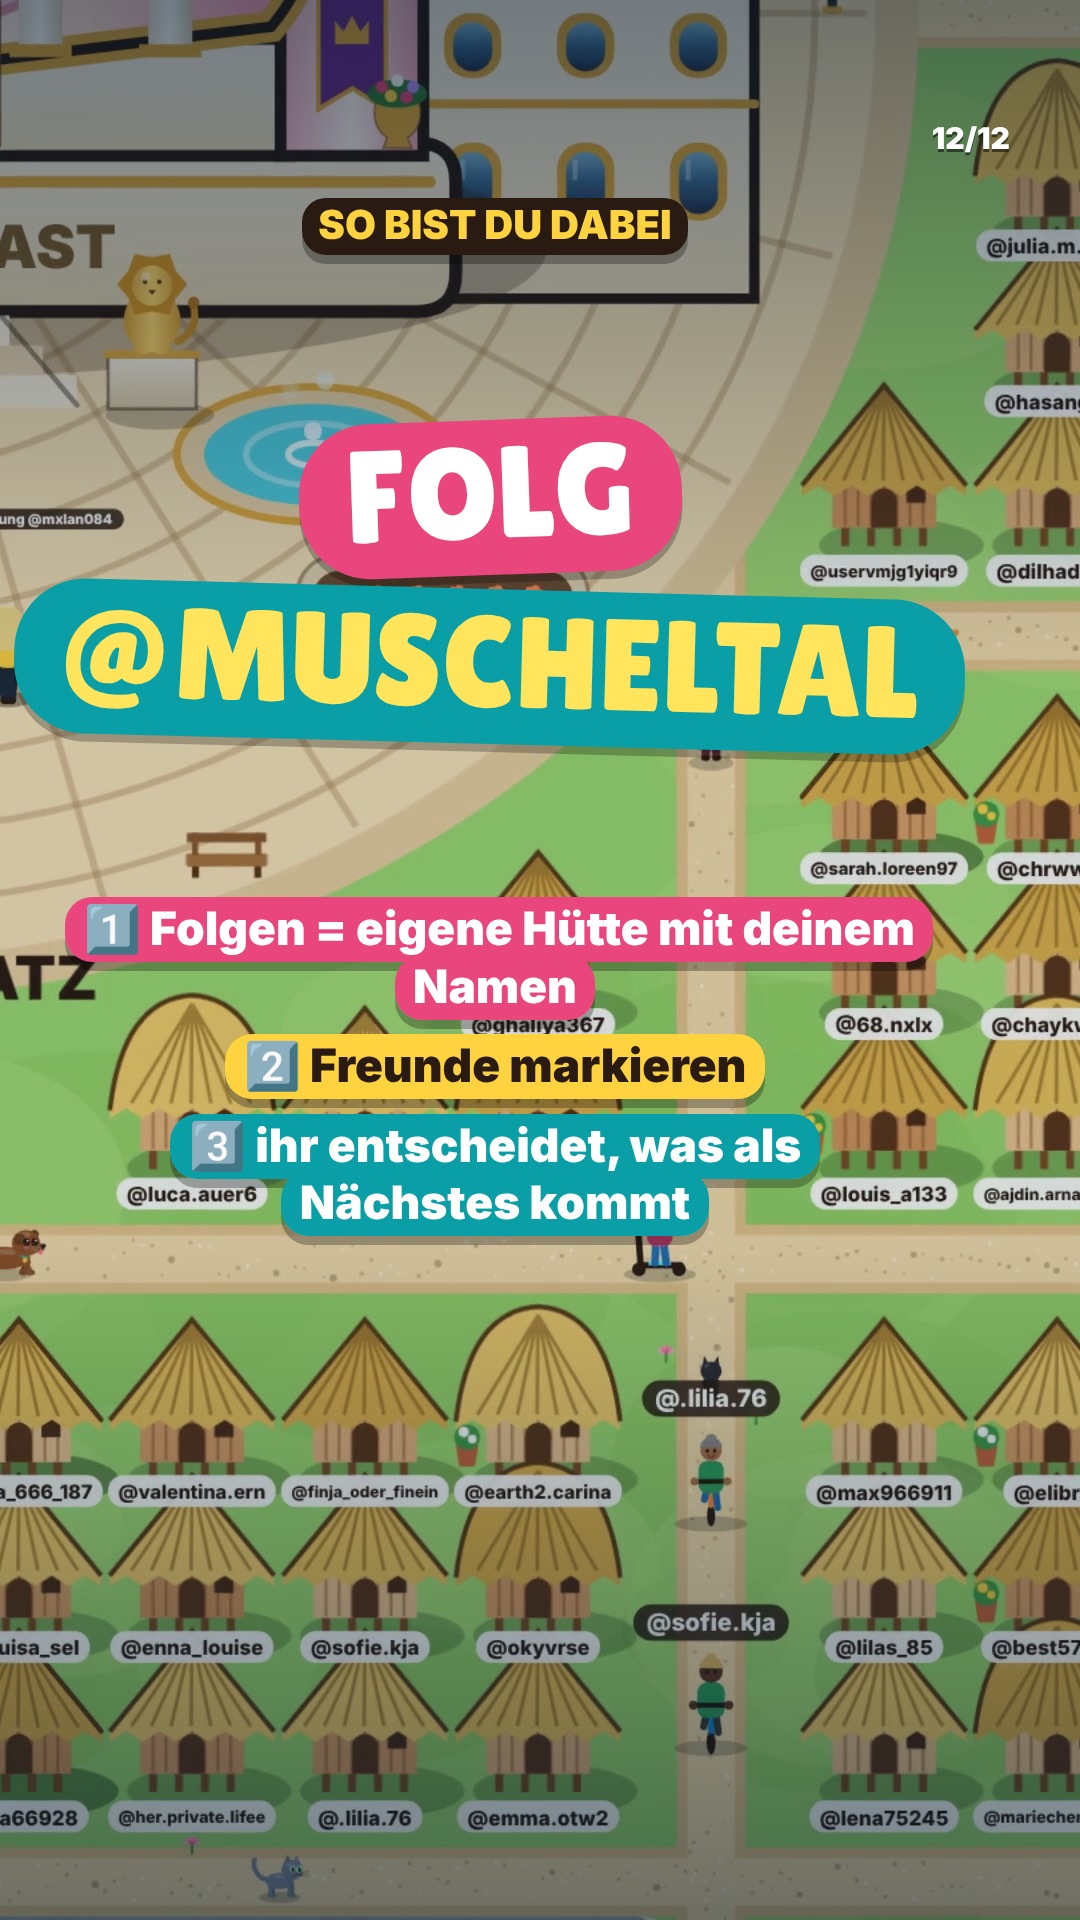 12/12
SO BIST DU DABEI
AST
@julia.m.
@hasan
ung @mxlan084
FOLG
@uservmjg1yiqr9
@dilhad
@MUSCHELTAL
@sarah.loreen97
@chrww
1 Folgen = eigene Hütte mit deinem
Namen
ATZ
@ghaliya367
@68.nxlx
@chaykv
2 Freunde markieren
3 ihr entscheidet, was als
Nächstes kommt
@luca.auer6
@louis_a133
@ajdin.arna
@.lilia.76
a_666_187
@valentina.ern
@finja_oder_finein
@earth2.carina
@max966911
@elibr
@sofie.kja
uisa_sel
@enna_louise
@sofie.kja
@okyvrse
@lilas_85
@best57
a66928
@her.private.lifee
@.lilia.76
@emma.otw2
@lena75245
@mariecher